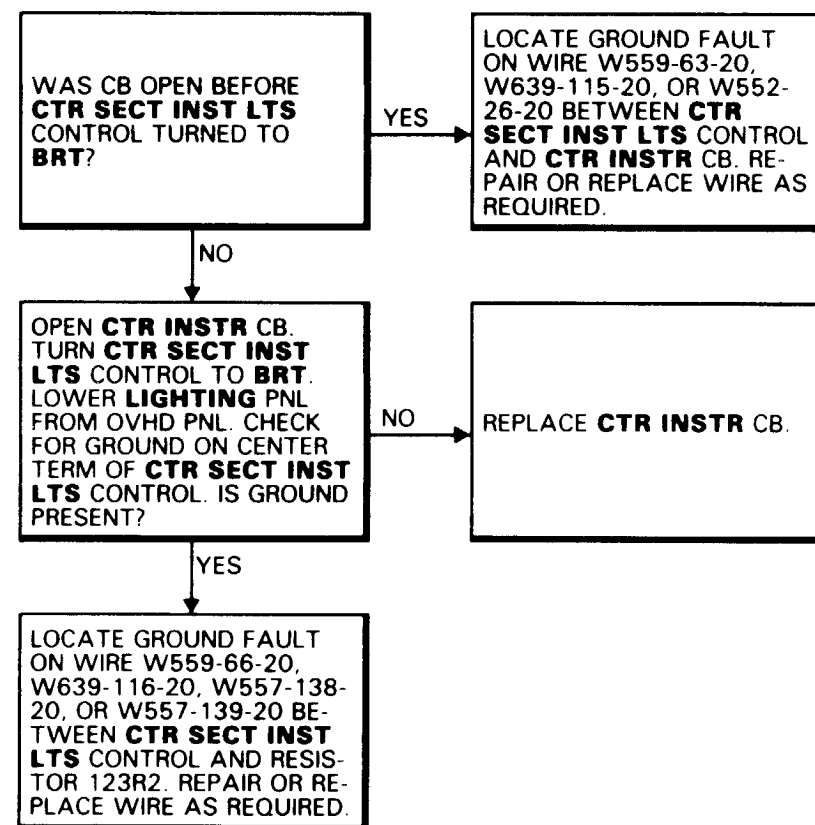 WAS CB OPEN BEFORE
CTR SECT INST LTS
CONTROL TURNED TO
BRT?
YES
LOCATE GROUND FAULT
ON WIRE W559-63-20,
W639-115-20, OR W552-
26-20 BETWEEN CTR
SECT INST LTS CONTROL
AND CTR INSTR CB. RE-
PAIR OR REPLACE WIRE AS
REQUIRED.
NO
OPEN CTR INSTR CB.
TURN CTR SECT INST
LTS CONTROL TO BRT.
LOWER LIGHTING PNL
FROM OVHD PNL. CHECK
FOR GROUND ON CENTER
TERM OF CTR SECT INST
LTS CONTROL. IS GROUND
PRESENT?
NO
REPLACE CTR INSTR CB.
YES
LOCATE GROUND FAULT
ON WIRE W559-66-20,
W639-116-20, W557-138-
20, OR W557-139-20 BE-
TWEEN CTR SECT INST
LTS CONTROL AND RESIS-
TOR 123R2. REPAIR OR RE-
PLACE WIRE AS REQUIRED.